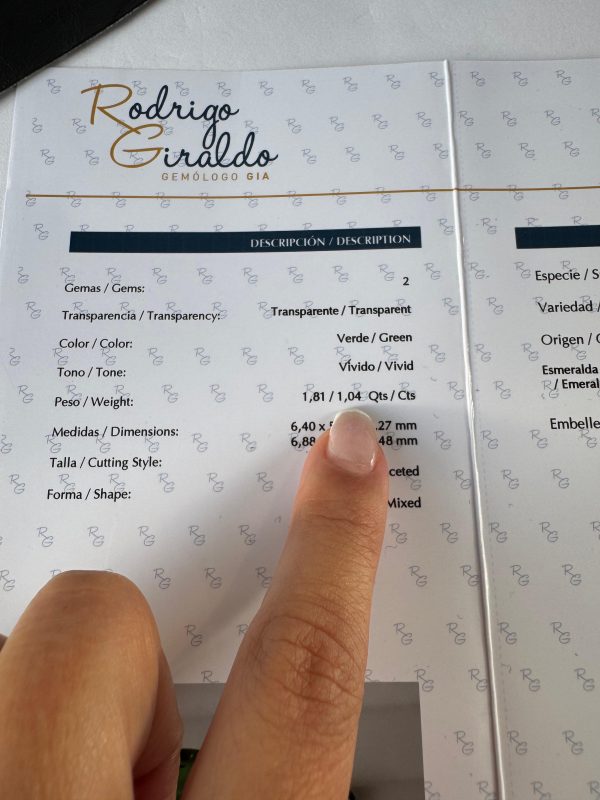 Rodrigo
Giraldo
GEMÓLOGO GIA
DESCRIPCIÓN / DESCRIPTION
Gemas / Gems: 2
Transparencia / Transparency: Transparente / Transparent
Color / Color: Verde / Green
Tono / Tone: Vívido / Vivid
Peso / Weight: 1,81 / 1,04 Qts / Cts
Medidas / Dimensions: 6,40 x ,27 mm
6,88 48 mm
Talla / Cutting Style:
Forma / Shape: Mixed
Especie / S
Variedad /
Origen /
Esmeralda
/ Emeral
Embelle